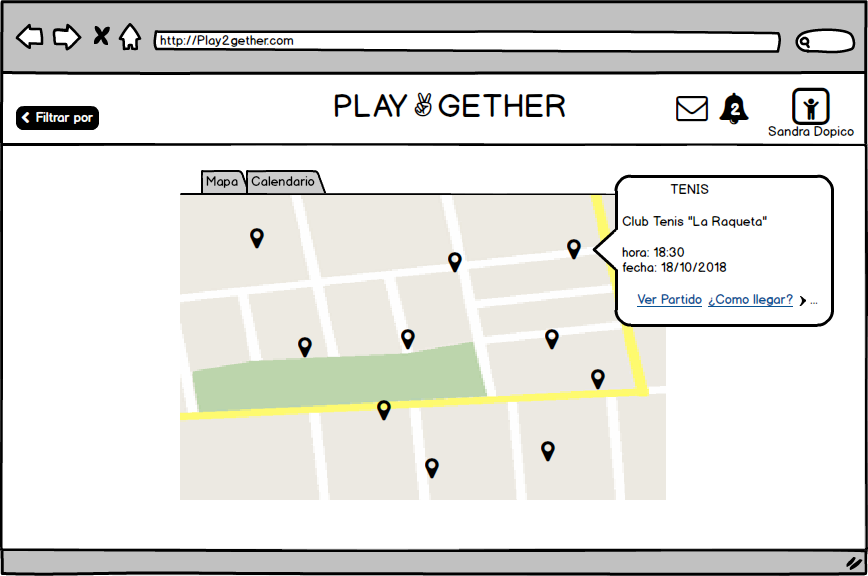 http://Play2gether.com
Filtrar por
PLAY✌GETHER
2
Sandra Dopico
Mapa
Calendario
TENIS
Club Tenis "La Raqueta"
hora: 18:30
fecha: 18/10/2018
Ver Partido ¿Como llegar? > ...